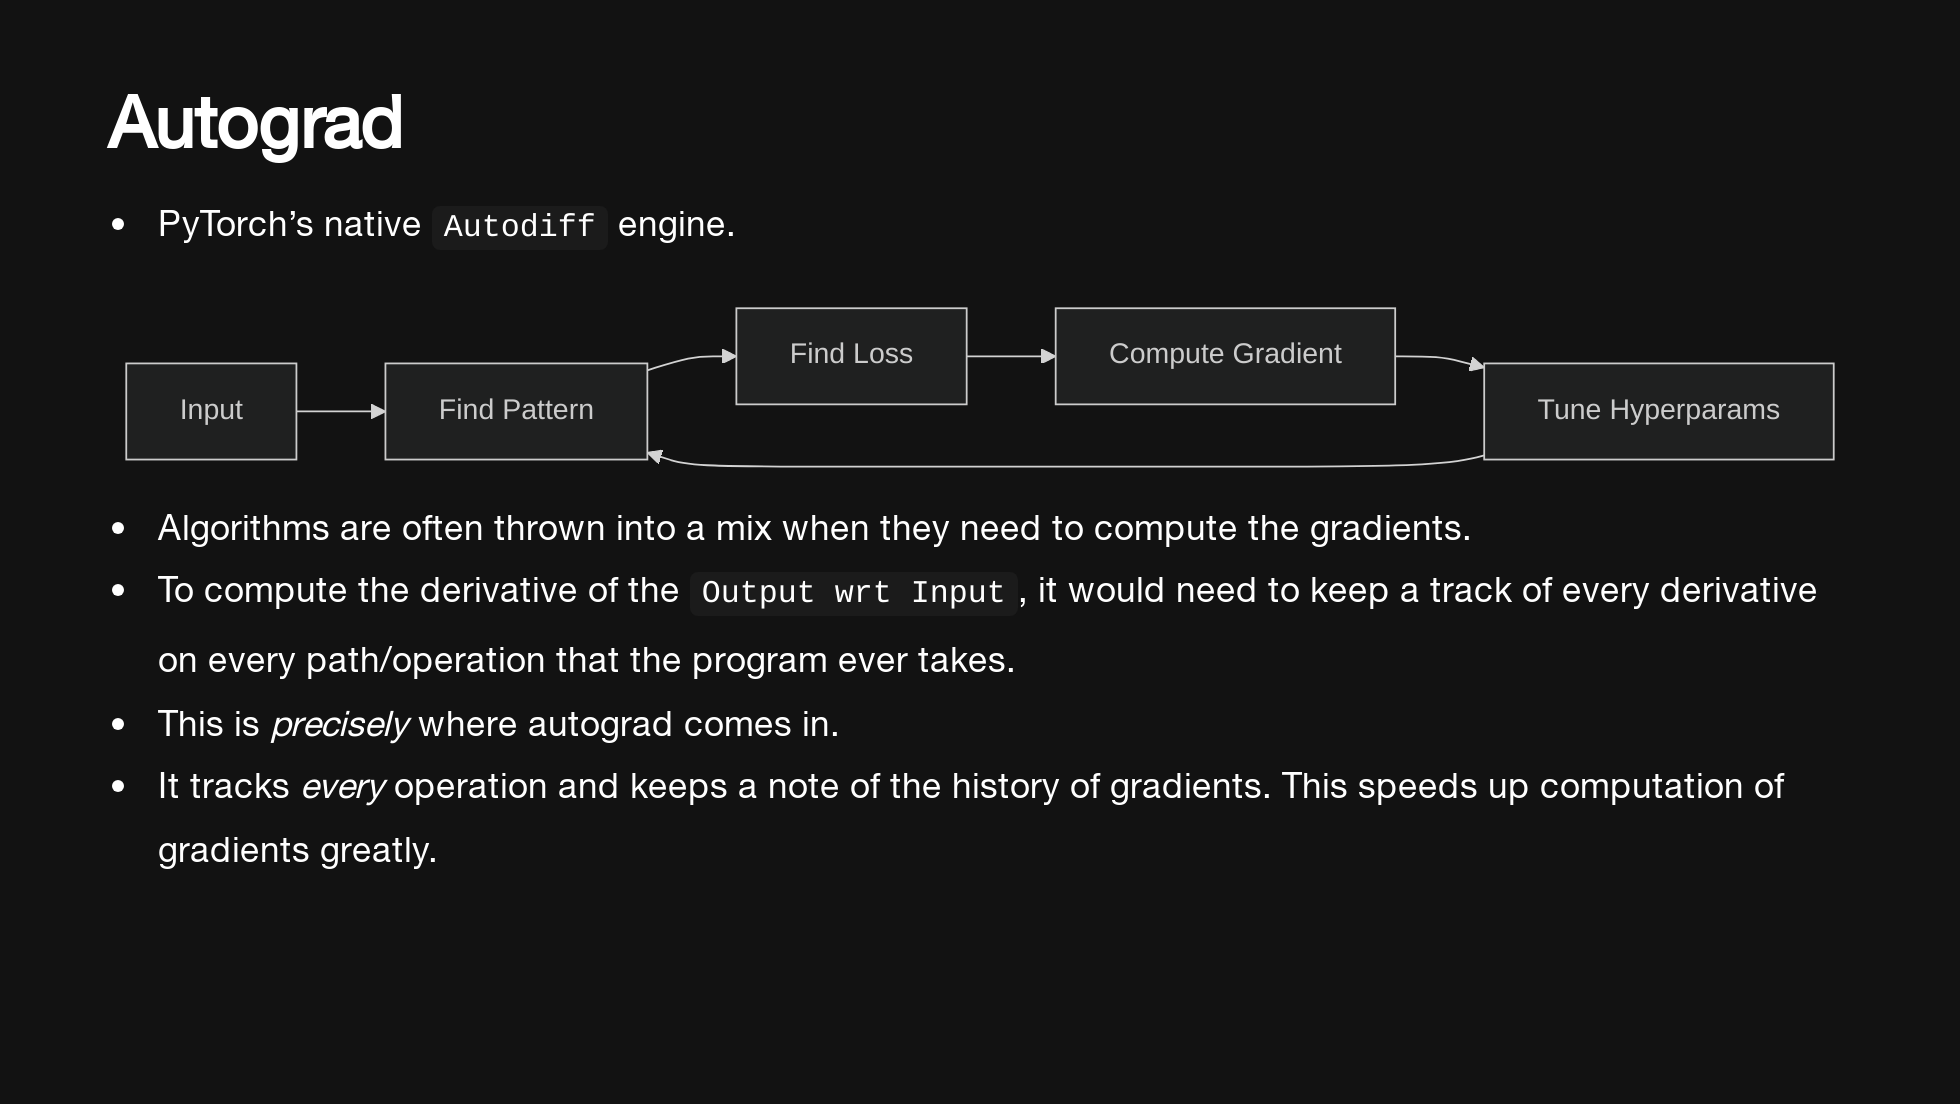 Autograd
• PyTorch’s native Autodiff engine.
Input
Find Pattern
Find Loss
Compute Gradient
Tune Hyperparams
• Algorithms are often thrown into a mix when they need to compute the gradients.
• To compute the derivative of the Output wrt Input, it would need to keep a track of every derivative
on every path/operation that the program ever takes.
• This is precisely where autograd comes in.
• It tracks every operation and keeps a note of the history of gradients. This speeds up computation of
gradients greatly.